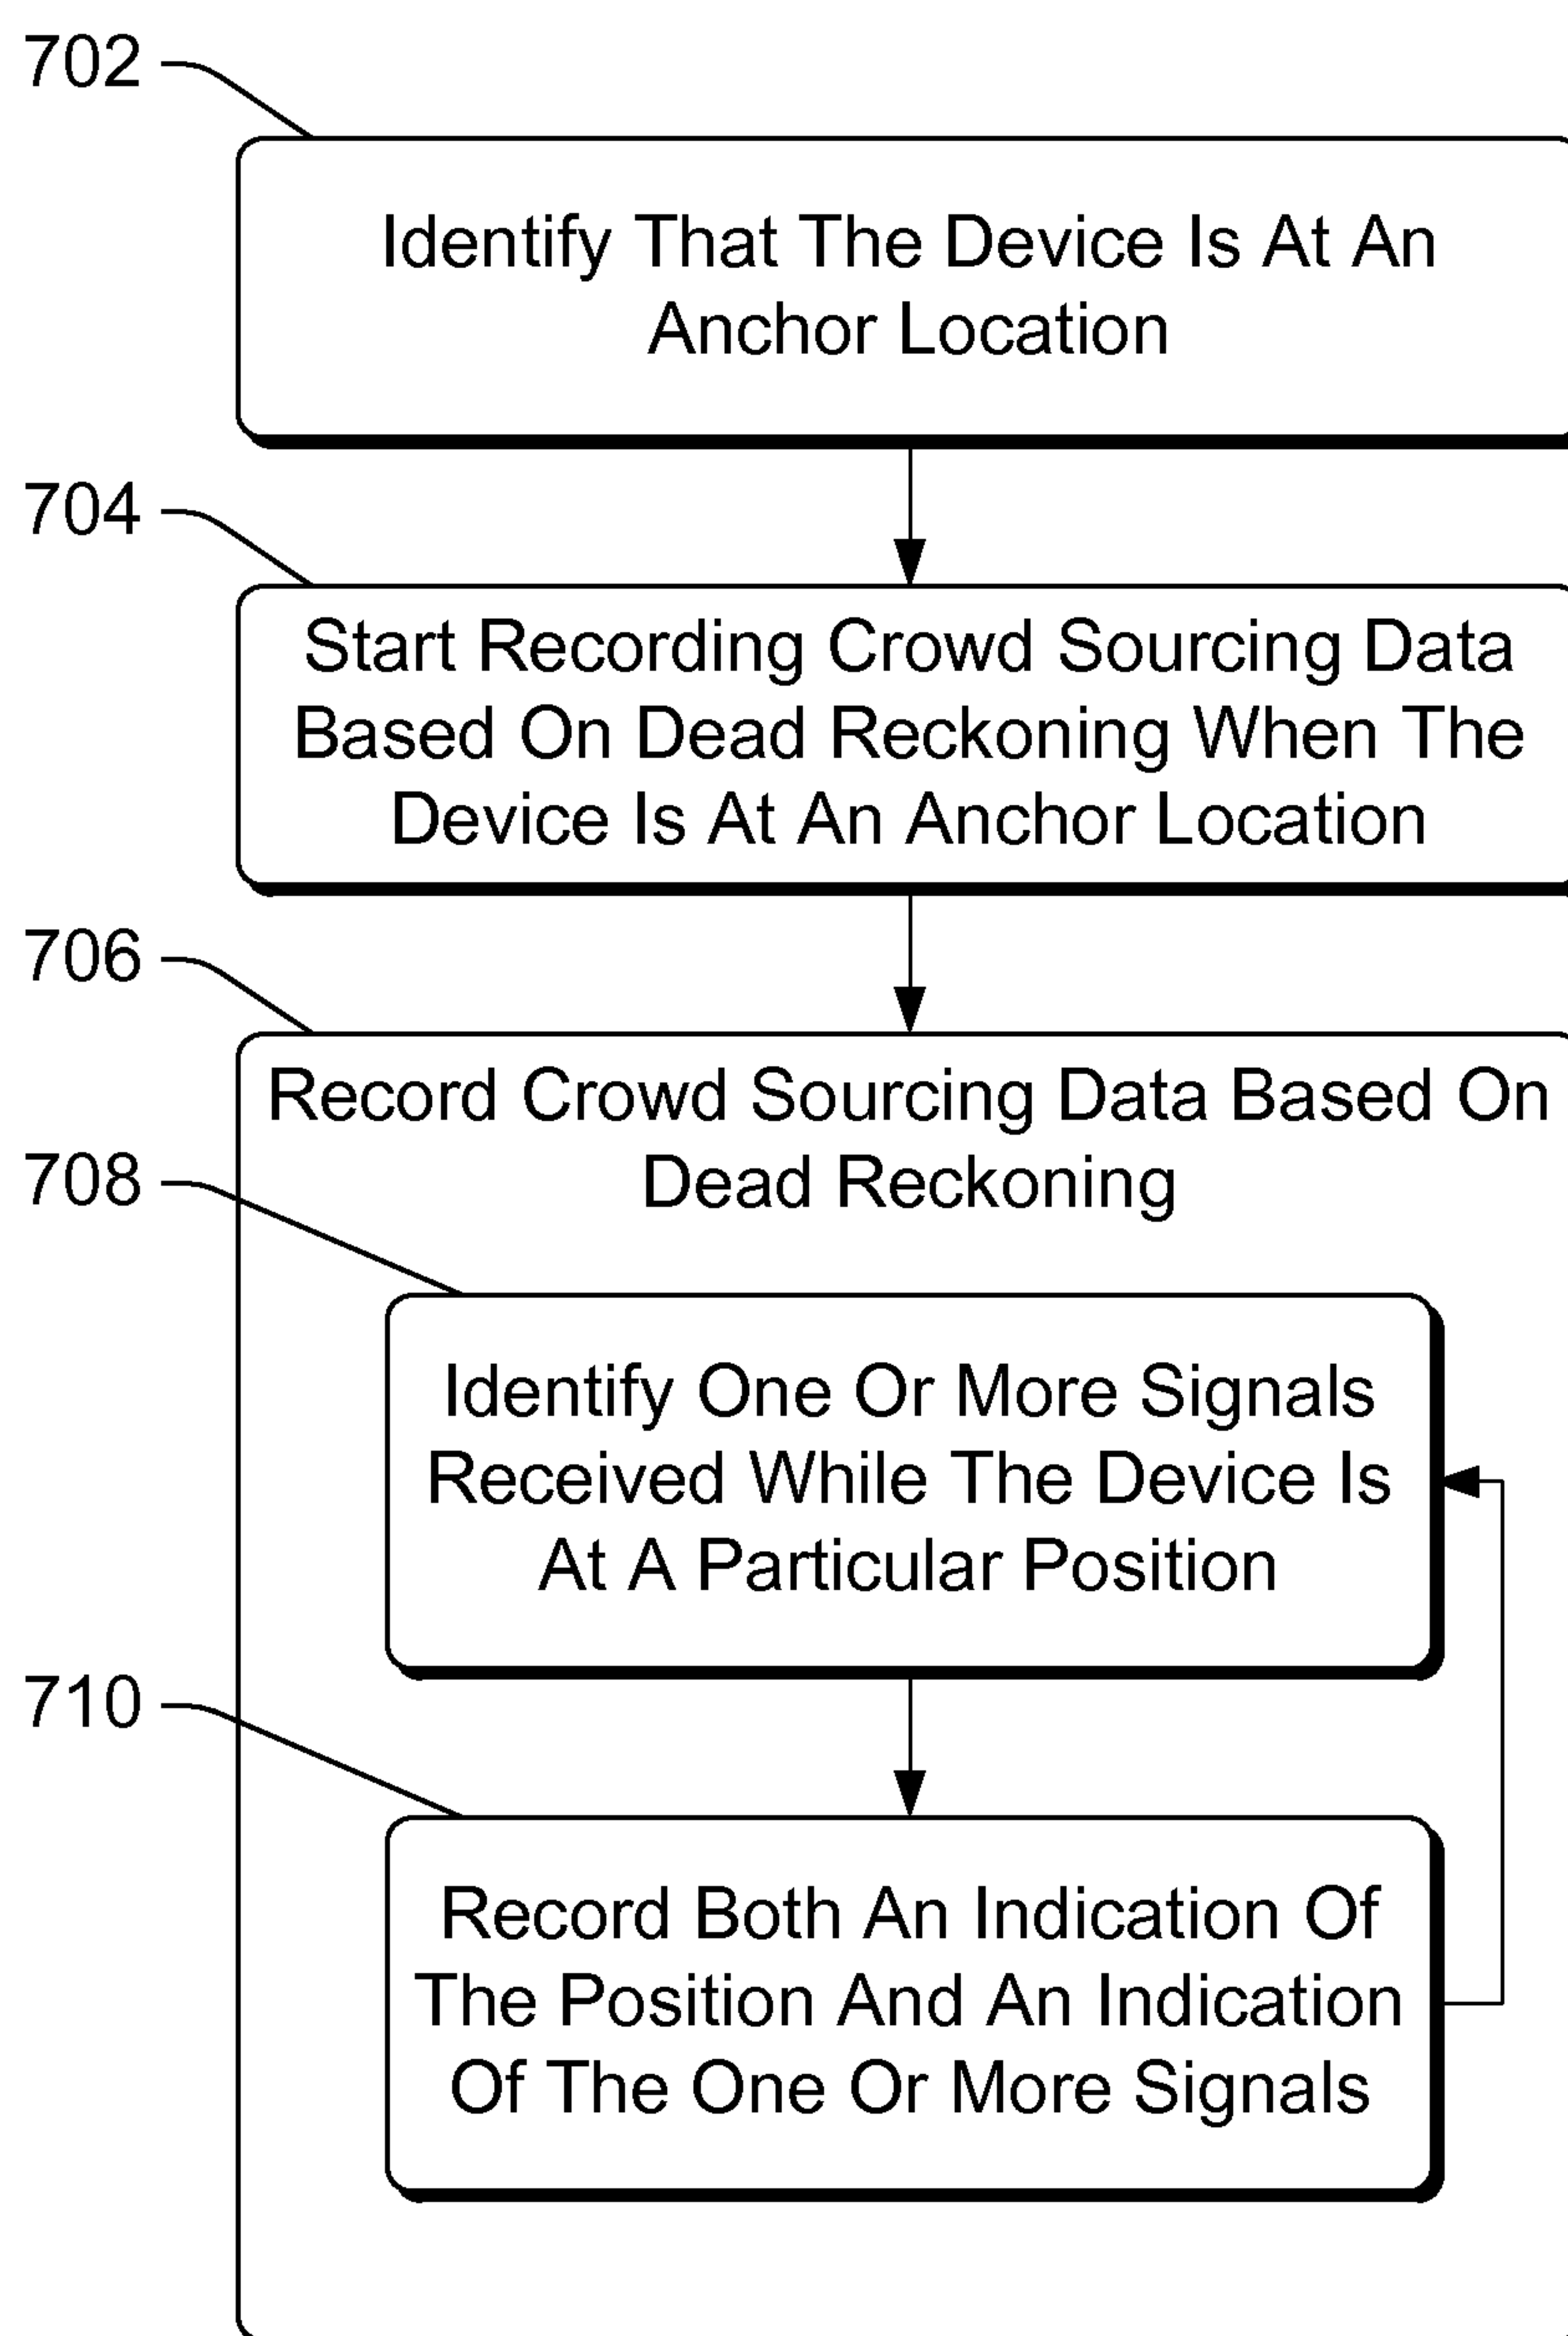 702
Identify That The Device Is At An
Anchor Location
704
Start Recording Crowd Sourcing Data
Based On Dead Reckoning When The
Device Is At An Anchor Location
706
Record Crowd Sourcing Data Based On
Dead Reckoning
708
Identify One Or More Signals
Received While The Device Is
At A Particular Position
710
Record Both An Indication Of
The Position And An Indication
Of The One Or More Signals